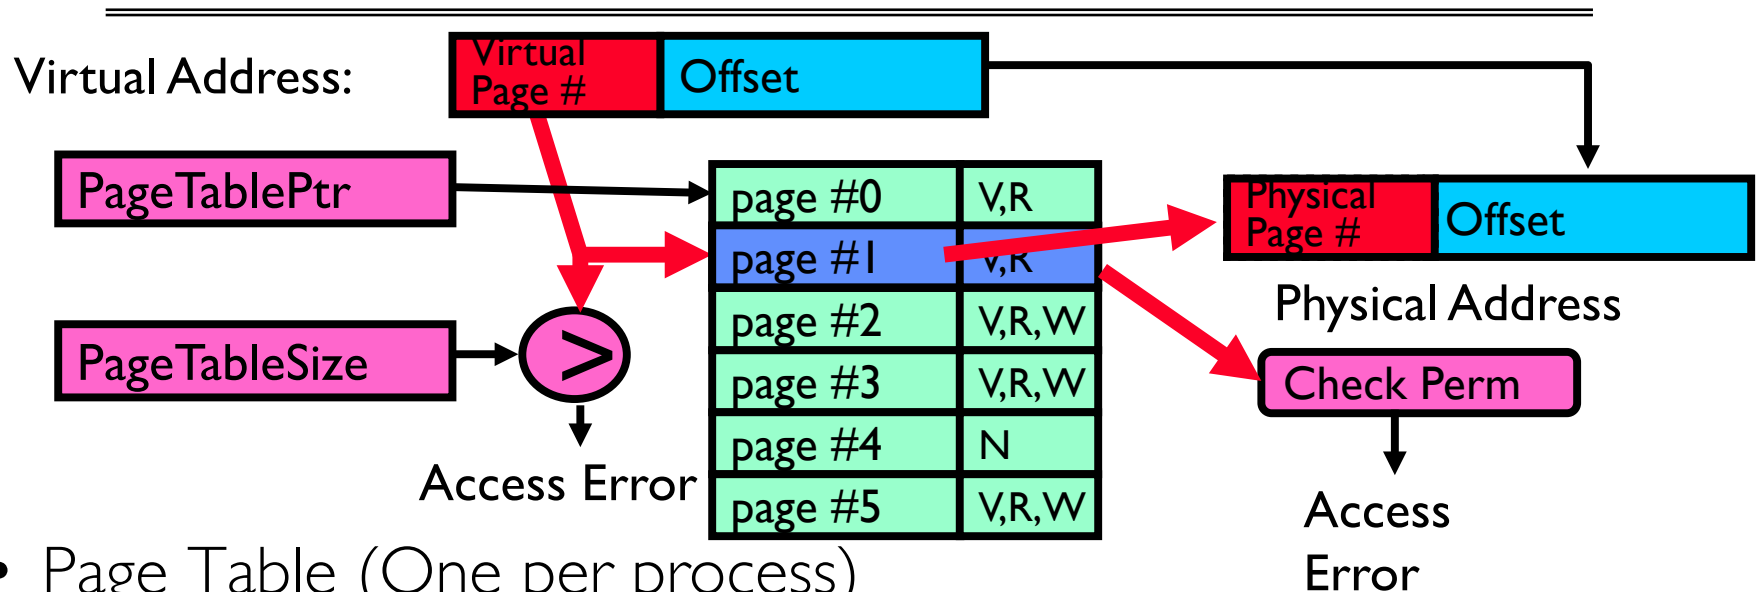 Virtual Address:
Virtual
Page #
Offset
PageTablePtr
PageTableSize
>
Access Error
page #0
V,R
page #1
V,R
page #2
V,R,W
page #3
V,R,W
page #4
N
page #5
V,R,W
Physical
Page #
Offset
Physical Address
Check Perm
Access
Error
• Page Table (One per process)